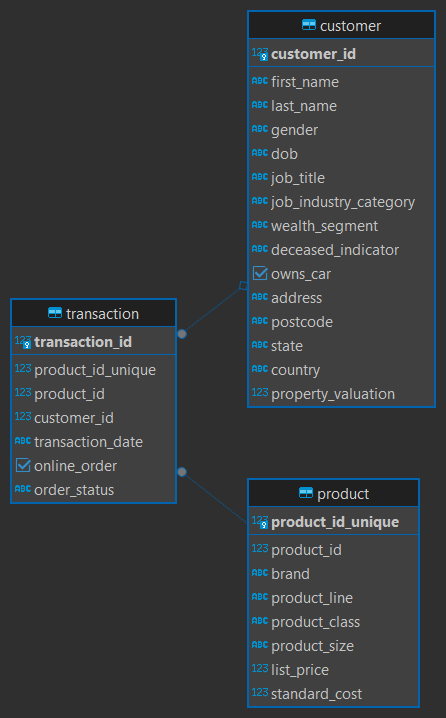 customer
123 customer_id
ABC first_name
ABC last_name
ABC gender
ABC dob
ABC job_title
ABC job_industry_category
ABC wealth_segment
ABC deceased_indicator
owns_car
ABC address
ABC postcode
ABC state
ABC country
123 property_valuation
transaction
123 transaction_id
123 product_id_unique
123 product_id
123 customer_id
ABC transaction_date
online_order
ABC order_status
product
123 product_id_unique
123 product_id
ABC brand
ABC product_line
ABC product_class
ABC product_size
123 list_price
123 standard_cost